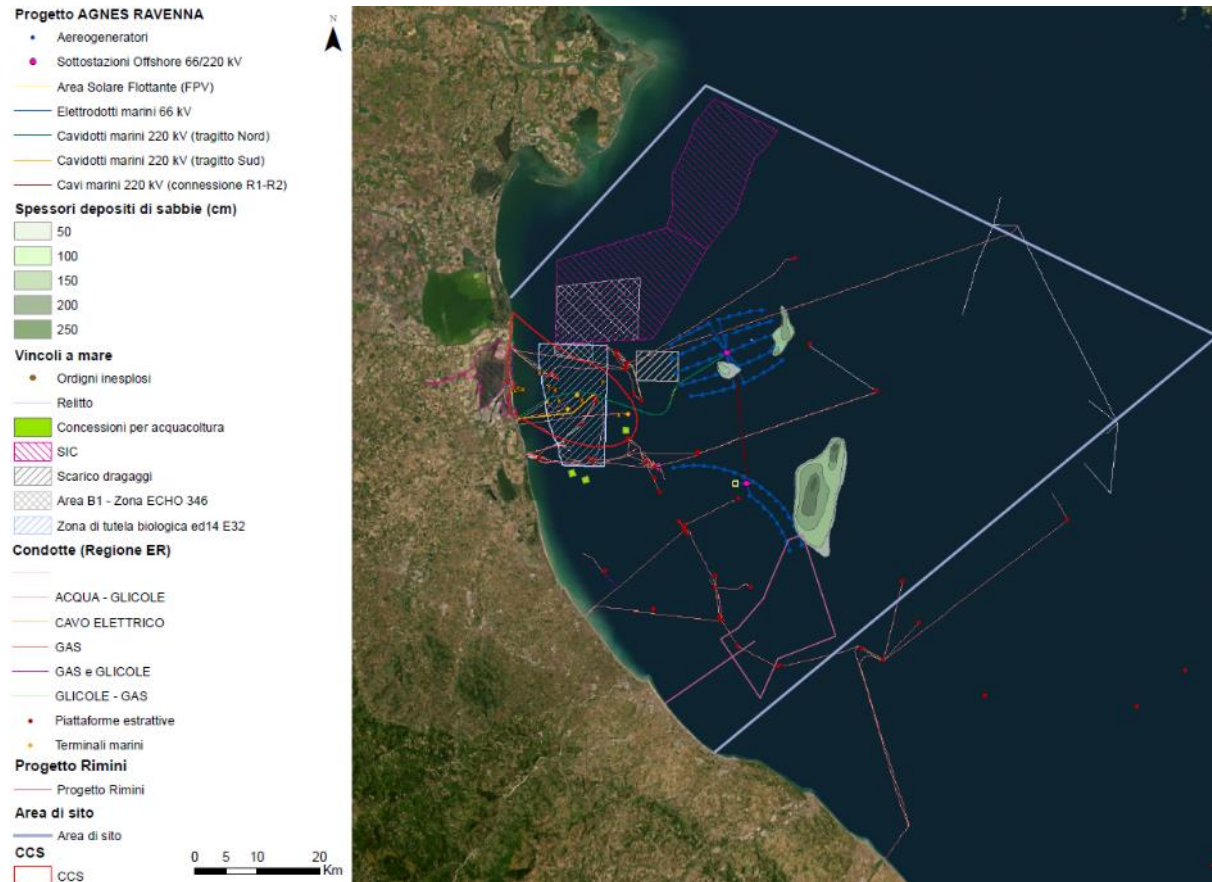 Progetto AGNES RAVENNA
Aereogeneratori
Sottostazioni Offshore 66/220 kV
Area Solare Flottante (FPV)
Elettrodotti marini 66 kV
Cavidotti marini 220 kV (tragitto Nord)
Cavidotti marini 220 kV (tragitto Sud)
Cavi marini 220 kV (connessione R1-R2)
Spessori depositi di sabbie (cm)
50
100
150
200
250
Vincoli a mare
Ordigni inesplosi
Relitto
Concessioni per acquacoltura
SIC
Scarico dragaggi
Area B1 - Zona ECHO 346
Zona di tutela biologica ed14 E32
Condotte (Regione ER)
ACQUA - GLICOLE
CAVO ELETTRICO
GAS
GAS e GLICOLE
GLICOLE - GAS
Piattaforme estrattive
Terminali marini
Progetto Rimini
Progetto Rimini
Area di sito
Area di sito
CCS
CCS
N
0 5 10 20
Km